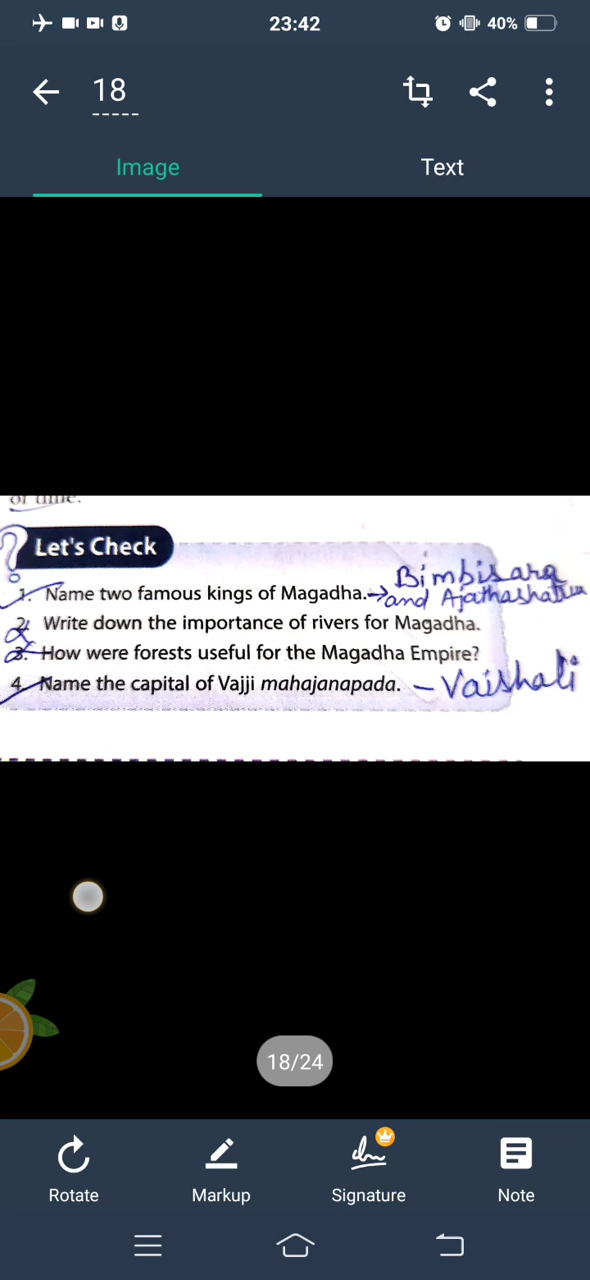 23:42
40%
18
Image
Text
of time.
Let's Check
1. Name two famous kings of Magadha. → Bimbisara and Ajathashatru
2. Write down the importance of rivers for Magadha.
3. How were forests useful for the Magadha Empire?
4. Name the capital of Vajji mahajanapada. – Vaishali
18/24
Rotate
Markup
Signature
Note